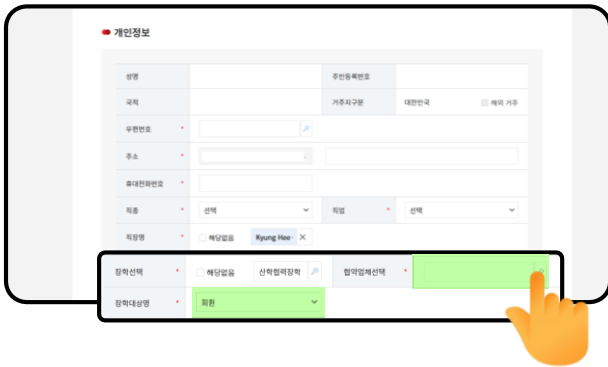 개인정보
성명 주민등록번호
국적 거주지구분 대한민국 해외 거주
우편번호 *
주소 *
휴대전화번호 *
직종 * 선택 직업 * 선택
직장명 * 해당없음 Kyung Hee
장학선택 * 해당없음 산학협력장학 협약업체선택 *
장학대상명 * 회원